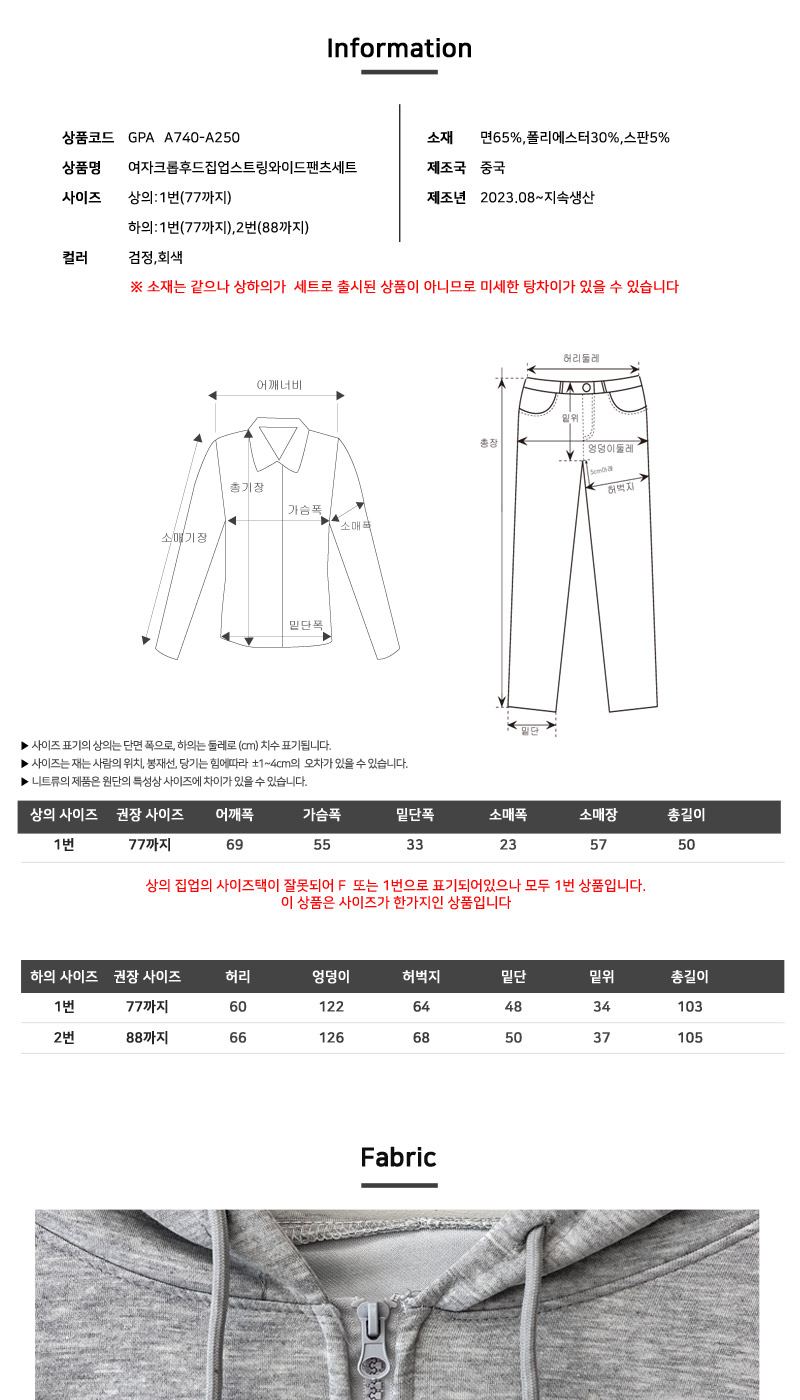 Information
상품코드 GPA A740-A250
상품명 여자크롭후드집업스트링와이드팬츠세트
사이즈 상의:1번(77까지)
하의:1번(77까지),2번(88까지)
컬러 검정,회색
소재 면65%,폴리에스터30%,스판5%
제조국 중국
제조년 2023.08~지속생산
※ 소재는 같으나 상하의가 세트로 출시된 상품이 아니므로 미세한 탕차이가 있을 수 있습니다
어깨너비
총기장
가슴폭
소매폭
소매기장
밑단폭
허리둘레
밑위
총장
엉덩이둘레
5cm아래
허벅지
밑단
▶ 사이즈 표기의 상의는 단면 폭으로, 하의는 둘레로 (cm) 치수 표기됩니다.
▶ 사이즈는 재는 사람의 위치, 봉재선, 당기는 힘에따라 ±1~4cm의 오차가 있을 수 있습니다.
▶ 니트류의 제품은 원단의 특성상 사이즈에 차이가 있을 수 있습니다.
상의 사이즈 권장 사이즈 어깨폭 가슴폭 밑단폭 소매폭 소매장 총길이
1번 77까지 69 55 33 23 57 50
상의 집업의 사이즈택이 잘못되어 F 또는 1번으로 표기되어있으나 모두 1번 상품입니다.
이 상품은 사이즈가 한가지인 상품입니다
하의 사이즈 권장 사이즈 허리 엉덩이 허벅지 밑단 밑위 총길이
1번 77까지 60 122 64 48 34 103
2번 88까지 66 126 68 50 37 105
Fabric